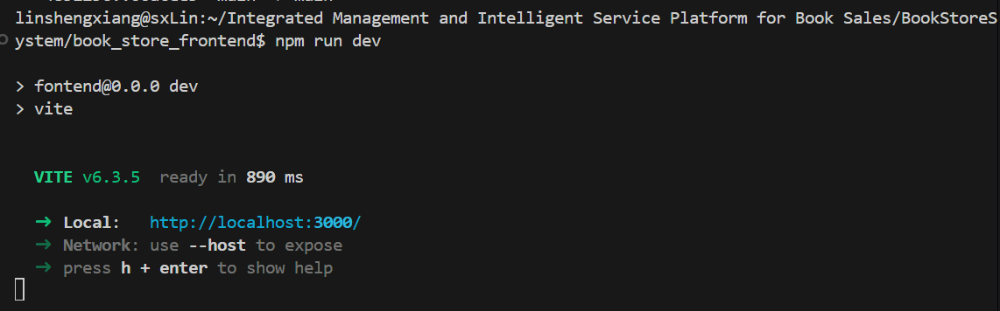 linshengxiang@sxLin:~/Integrated Management and Intelligent Service Platform for Book Sales/BookStoreS
ystem/book_store_frontend$ npm run dev
> fontend@0.0.0 dev
> vite
VITE v6.3.5 ready in 890 ms
➜ Local: http://localhost:3000/
➜ Network: use --host to expose
➜ press h + enter to show help